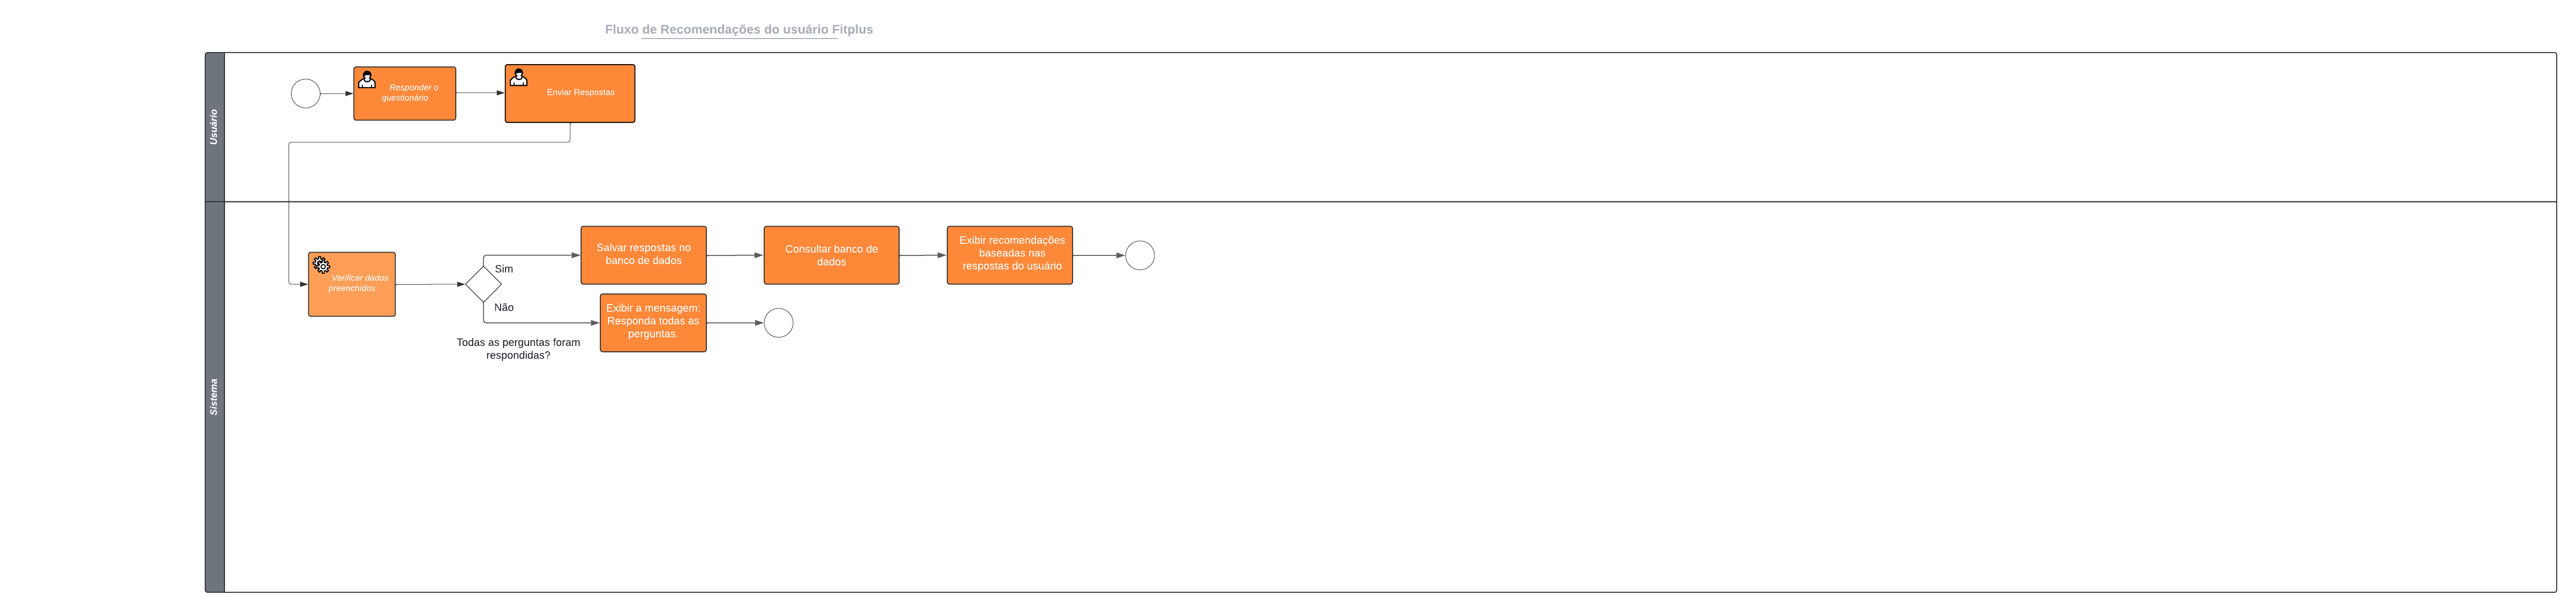 Fluxo de Recomendações do usuário Fitplus
Usuário
Responder o
questionário
Enviar Respostas
Sistema
Verificar dados
preenchidos
Sim
Não
Todas as perguntas foram
respondidas?
Salvar respostas no
banco de dados
Consultar banco de
dados
Exibir recomendações
baseadas nas
respostas do usuário
Exibir a mensagem:
Responda todas as
perguntas.